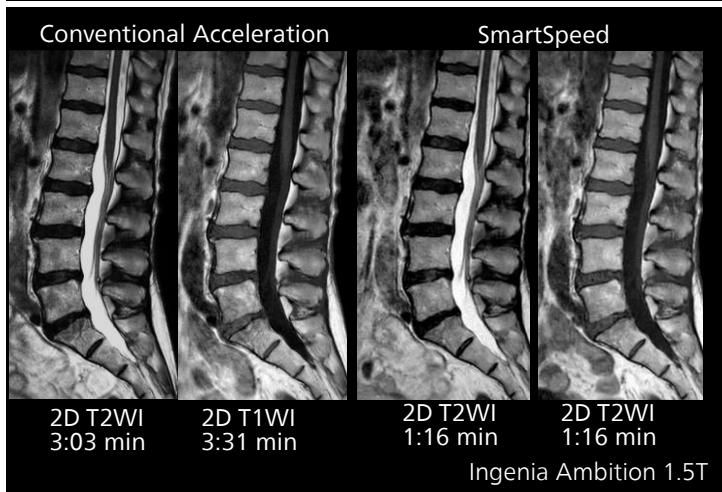 Conventional Acceleration
SmartSpeed
2D T2WI
3:03 min
2D T1WI
3:31 min
2D T2WI
1:16 min
2D T2WI
1:16 min
Ingenia Ambition 1.5T